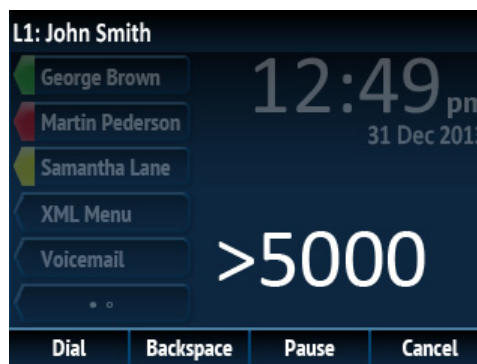 L1: John Smith
George Brown
12:49 pm
Martin Pederson
31 Dec 2013
Samantha Lane
XML Menu
Voicemail
>5000
Dial Backspace Pause Cancel